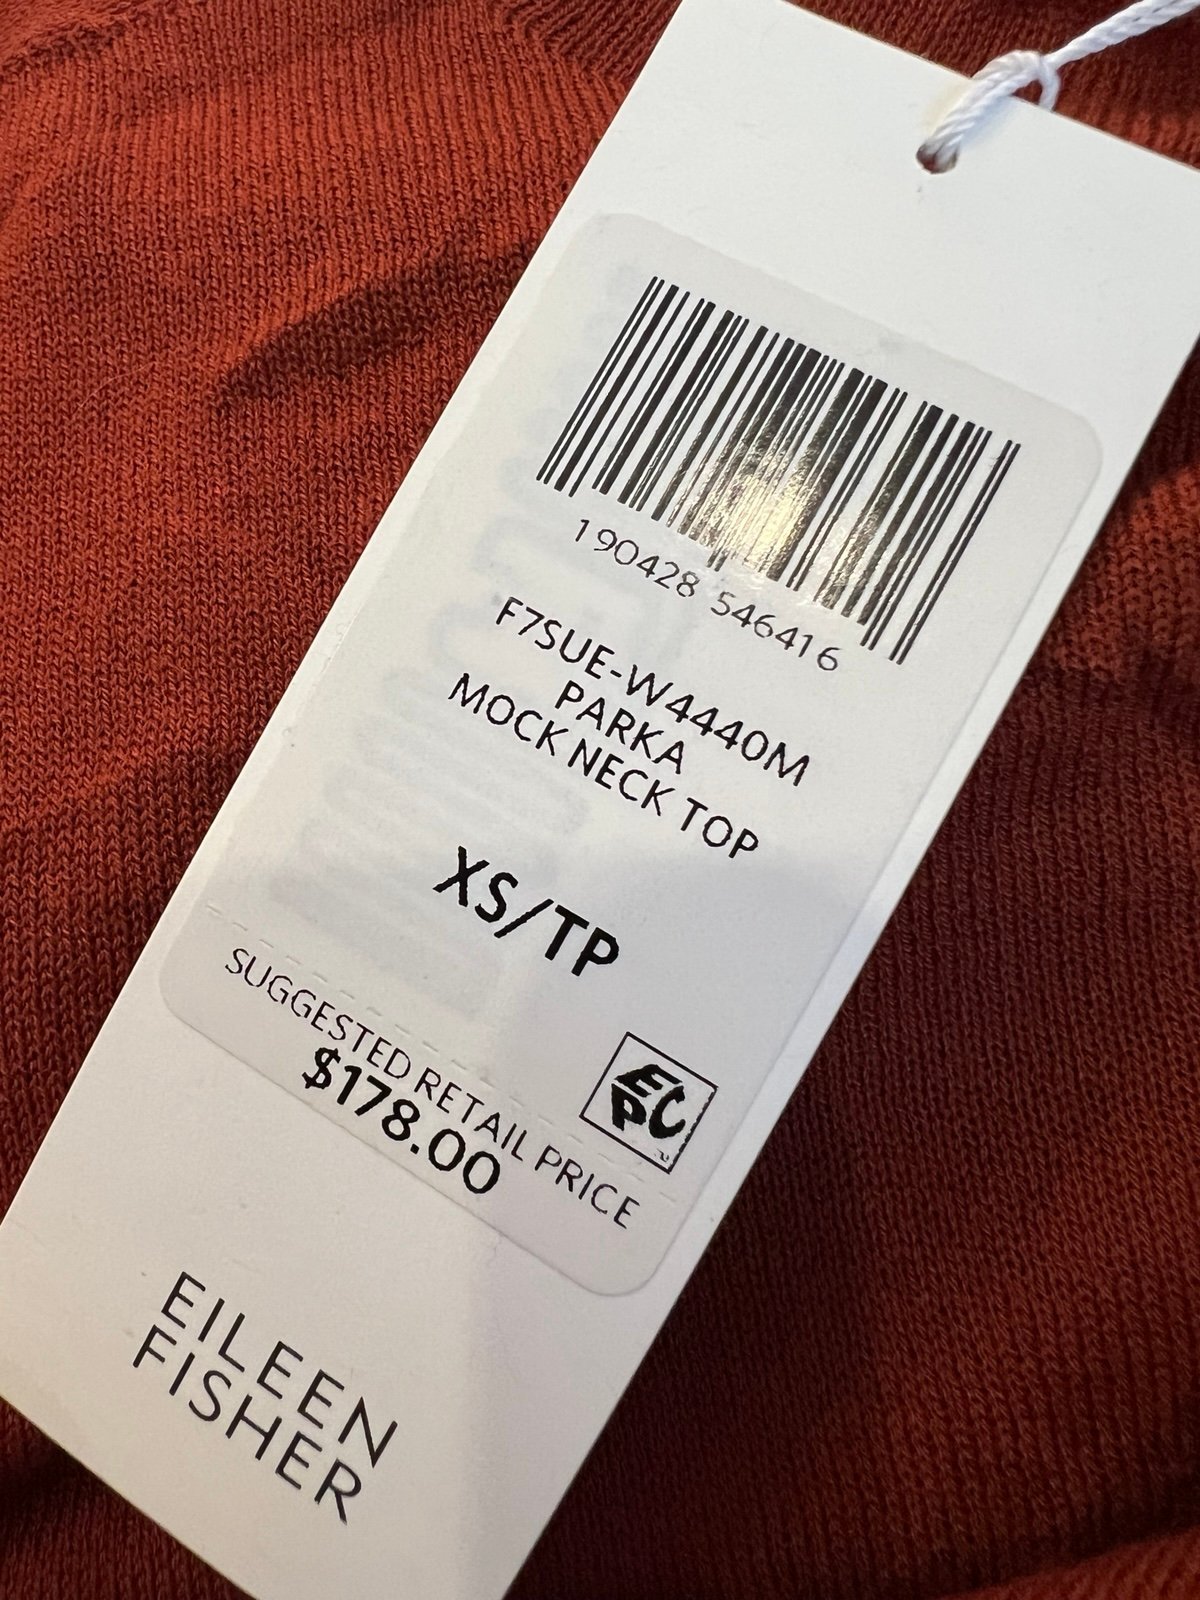 190428 546416
F7SUE-W4440M
PARKA
MOCK NECK TOP
XS/TP
SUGGESTED RETAIL PRICE
$178.00
EPC
EILEEN
FISHER